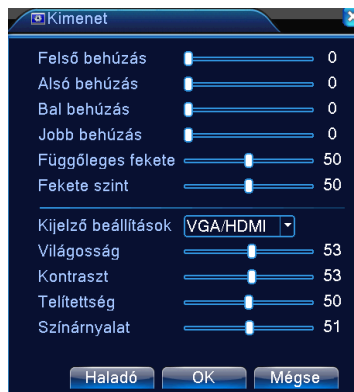 Kimenet
Felső behúzás 0
Alsó behúzás 0
Bal behúzás 0
Jobb behúzás 0
Függőleges fekete 50
Fekete szint 50
Kijelző beállítások VGA/HDMI
Világosság 53
Kontraszt 53
Telítettség 50
Színárnyalat 51
Haladó OK Mégse